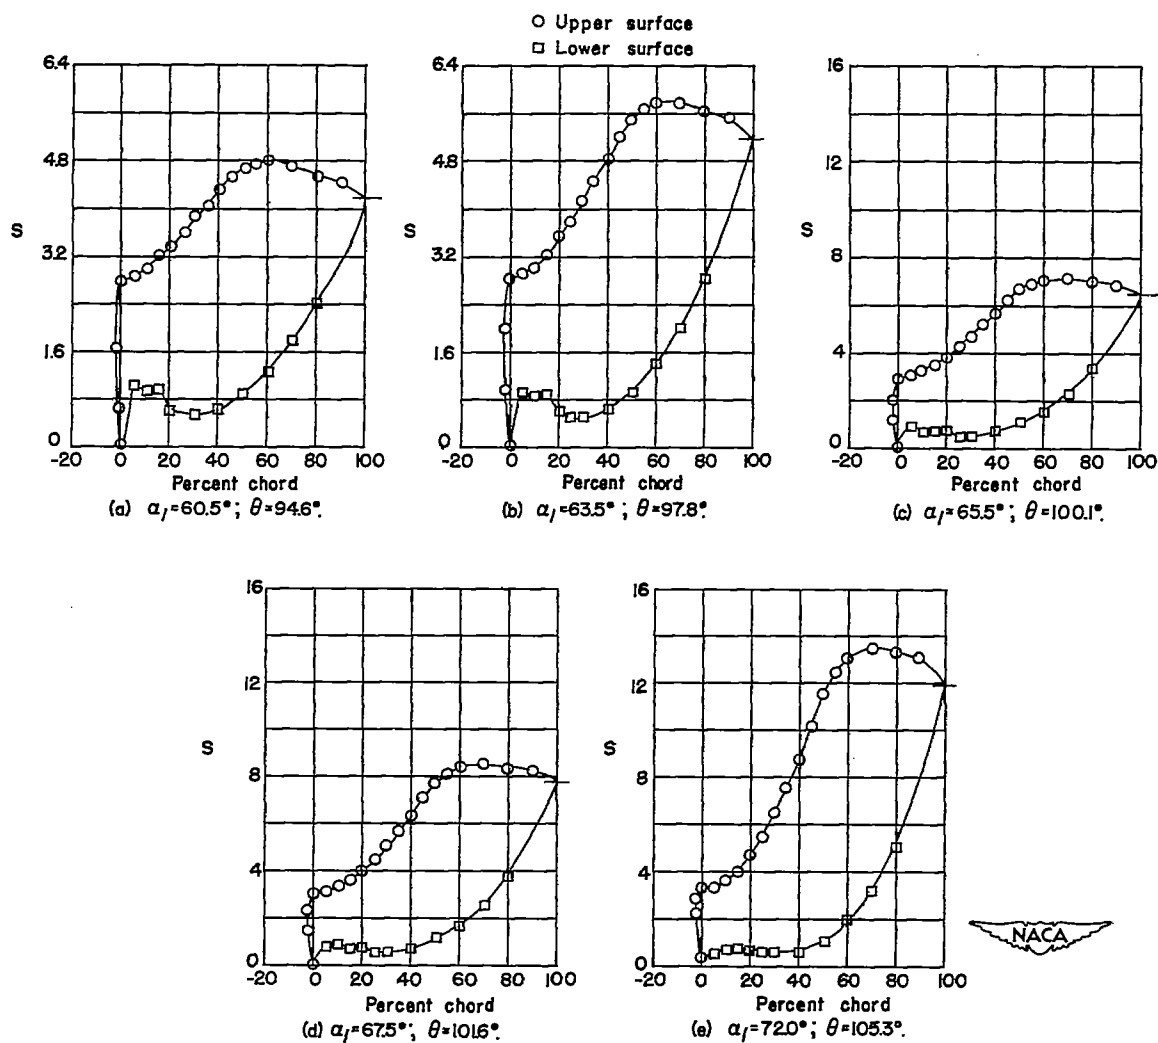 ○ Upper surface
□ Lower surface
6.4
4.8
S
3.2
1.6
0
-20 0 20 40 60 80 100
Percent chord
(a) α₁=60.5°; θ=94.6°.
6.4
4.8
S
3.2
1.6
0
-20 0 20 40 60 80 100
Percent chord
(b) α₁=63.5°; θ=97.8°.
16
12
S
8
4
0
-20 0 20 40 60 80 100
Percent chord
(c) α₁=65.5°; θ=100.1°.
16
12
S
8
4
0
-20 0 20 40 60 80 100
Percent chord
(d) α₁=67.5°; θ=101.6°.
16
12
S
8
4
0
-20 0 20 40 60 80 100
Percent chord
(e) α₁=72.0°; θ=105.3°.
NACA